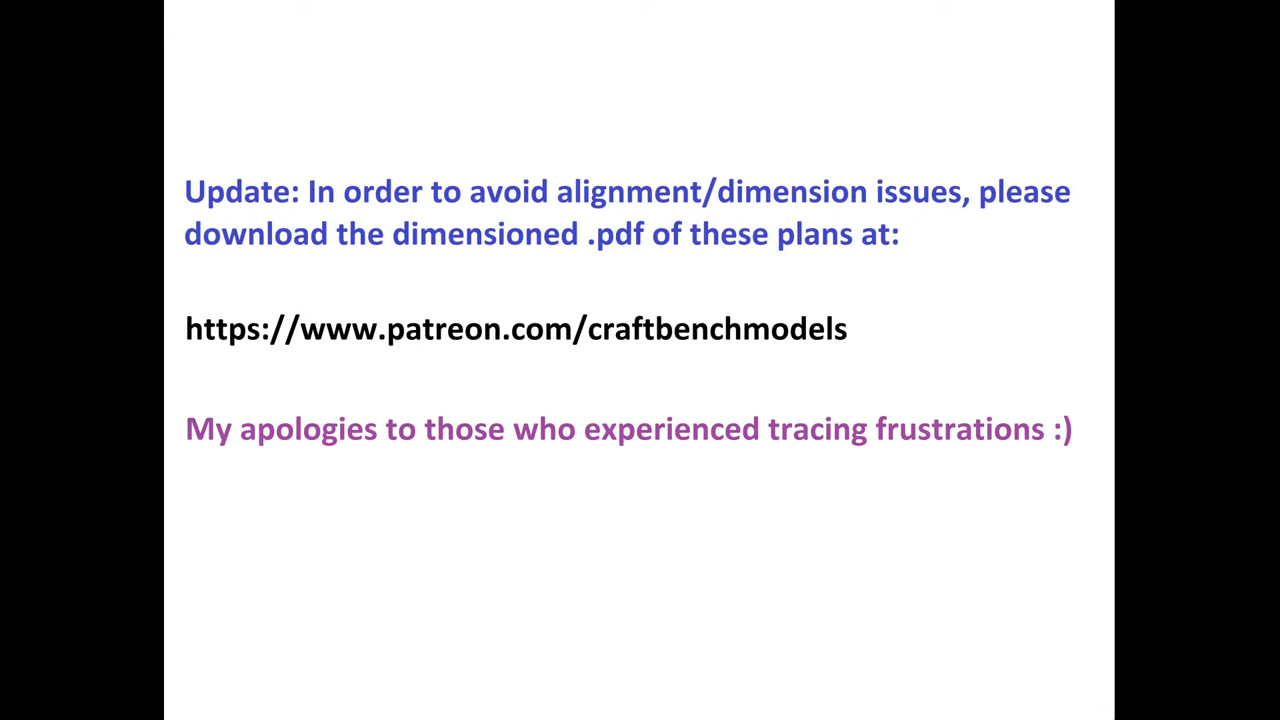 Update: In order to avoid alignment/dimension issues, please
download the dimensioned .pdf of these plans at:
https://www.patreon.com/craftbenchmodels
My apologies to those who experienced tracing frustrations :)